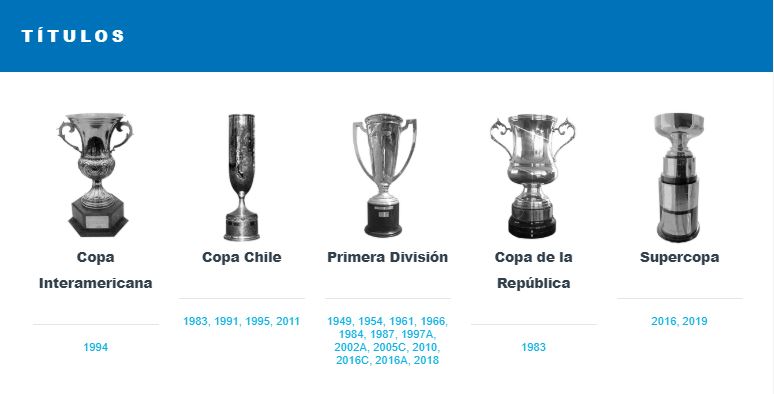 TÍTULOS
Copa
Interamericana
1994
Copa Chile
1983, 1991, 1995, 2011
Primera División
1949, 1954, 1961, 1966,
1984, 1987, 1997A,
2002A, 2005C, 2010,
2016C, 2016A, 2018
Copa de la
República
1983
Supercopa
2016, 2019